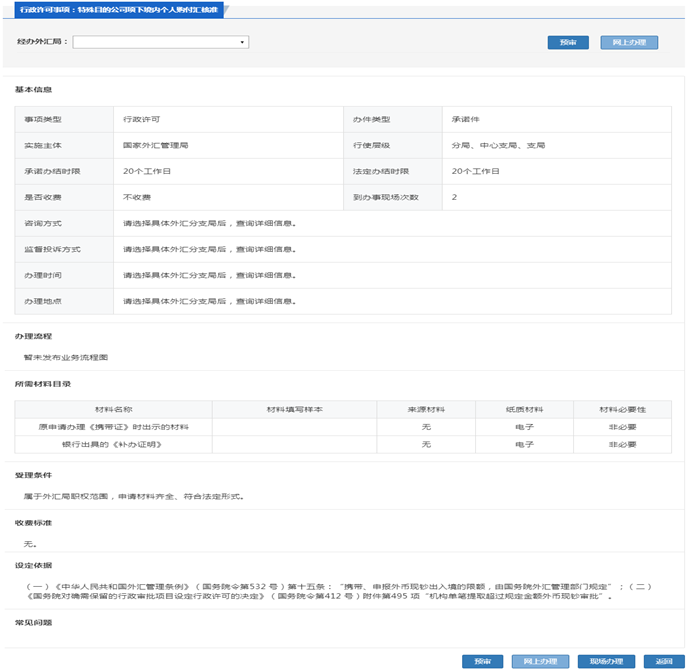 行政许可事项：特殊目的公司项下境内个人购付汇核准
经办外汇局：
预审 网上办理
基本信息
事项类型 行政许可 办件类型 承诺件
实施主体 国家外汇管理局 行使层级 分局、中心支局、支局
承诺办结时限 20个工作日 法定办结时限 20个工作日
是否收费 不收费 到办事现场次数 2
咨询方式 请选择具体外汇分支局后，查询详细信息。
监督投诉方式 请选择具体外汇分支局后，查询详细信息。
办理时间 请选择具体外汇分支局后，查询详细信息。
办理地点 请选择具体外汇分支局后，查询详细信息。
办理流程
暂未发布业务流程图
所需材料目录
材料名称 材料填写样本 来源材料 纸质材料 材料必要性
原申请办理《携带证》时出示的材料 无 电子 非必要
银行出具的《补办证明》 无 电子 非必要
受理条件
属于外汇局职权范围，申请材料齐全、符合法定形式。
收费标准
无。
设定依据
（一）《中华人民共和国外汇管理条例》（国务院令第532 号）第十五条：“携带、申报外币现钞出入境的限额，由国务院外汇管理部门规定”；（二）
《国务院对确需保留的行政审批项目设定行政许可的决定》（国务院令第412 号）附件第495 项“机构单笔提取超过规定金额外币现钞审批”。
常见问题
预审 网上办理 现场办理 返回